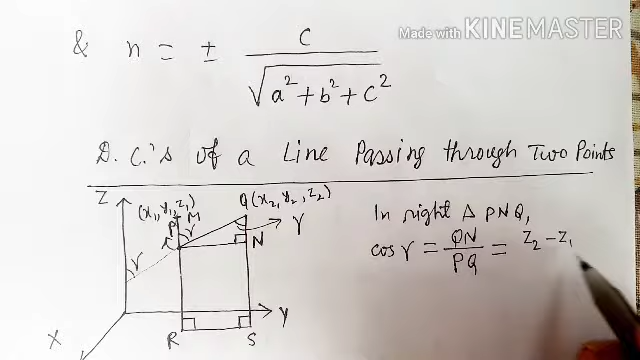 Made with KINEMASTER
& n = ± c / √(a² + b² + c²)
D. C.'s of a Line Passing through Two Points
Z (x₁, y₁, z₁) M Q(x₂, y₂, z₂)
P γ Y
N
γ
Y
X R S
In right Δ PNQ,
cos γ = QN / PQ = z₂ - z₁